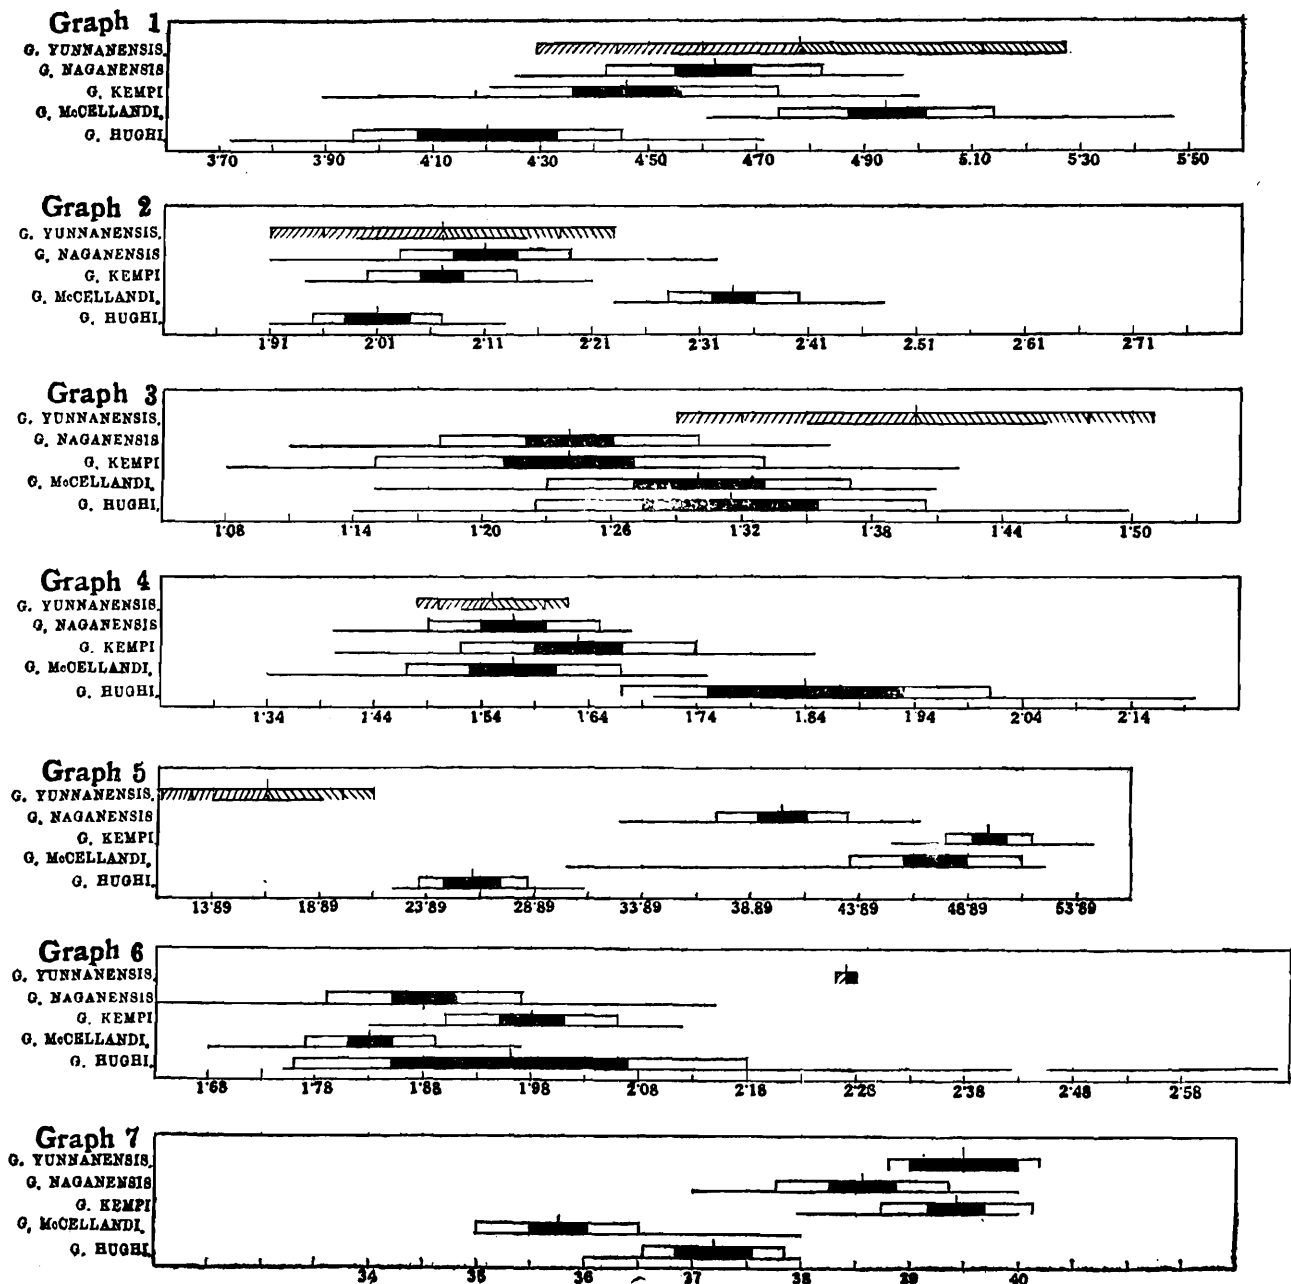 Graph 1
G. YUNNANENSIS.
G. NAGANENSIS
G. KEMPI
G. McCELLANDI.
G. HUGHI.
3'70 3'90 4'10 4'30 4'50 4'70 4'90 5.10 5'30 5'50
Graph 2
G. YUNNANENSIS.
G. NAGANENSIS
G. KEMPI
G. McCELLANDI.
G. HUGHI.
1'91 2'01 2'11 2'21 2'31 2'41 2.51 2'61 2'71
Graph 3
G. YUNNANENSIS.
G. NAGANENSIS
G. KEMPI
G. McCELLANDI.
G. HUGHI.
1'08 1'14 1'20 1'26 1'32 1'38 1'44 1'50
Graph 4
G. YUNNANENSIS.
G. NAGANENSIS
G. KEMPI
G. McCELLANDI.
G. HUGHI.
1'34 1'44 1'54 1'64 1'74 1'84 1'94 2'04 2'14
Graph 5
G. YUNNANENSIS.
G. NAGANENSIS
G. KEMPI
G. McCELLANDI.
G. HUGHI.
13'89 18'89 23'89 28'89 33'89 38.89 43'89 48'89 53'89
Graph 6
G. YUNNANENSIS.
G. NAGANENSIS
G. KEMPI
G. McCELLANDI.
G. HUGHI.
1'68 1'78 1'88 1'98 2'08 2'18 2'28 2'38 2'48 2'58
Graph 7
G. YUNNANENSIS.
G. NAGANENSIS
G. KEMPI
G. McCELLANDI.
G. HUGHI.
34 35 36 37 38 39 40